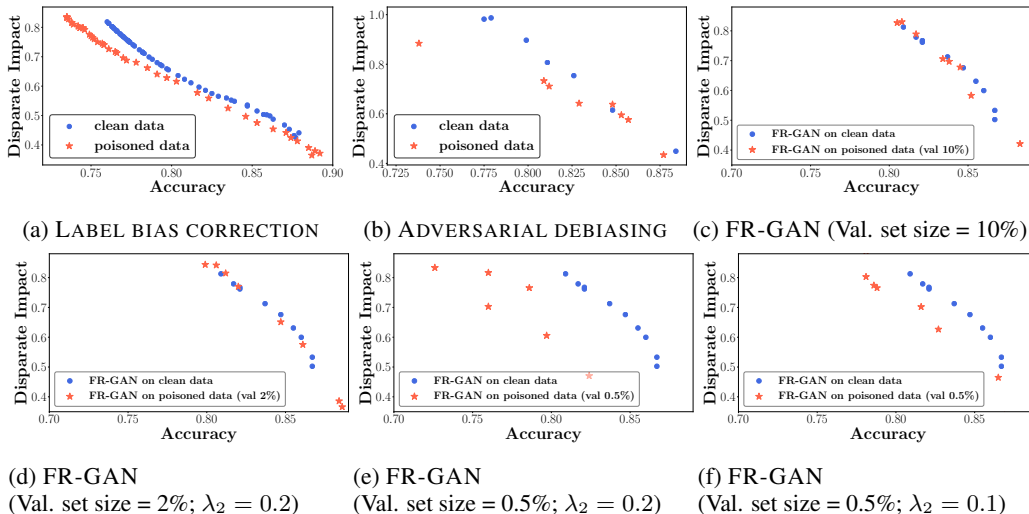 Disparate Impact
0.8
0.7
0.6
0.5
0.4
clean data
poisoned data
0.75
0.80
0.85
0.90
Accuracy
(a) LABEL BIAS CORRECTION
Disparate Impact
1.0
0.8
0.6
0.4
clean data
poisoned data
0.725
0.750
0.775
0.800
0.825
0.850
0.875
Accuracy
(b) ADVERSARIAL DEBIASING
Disparate Impact
0.8
0.7
0.6
0.5
0.4
FR-GAN on clean data
FR-GAN on poisoned data (val 10%)
0.70
0.75
0.80
0.85
Accuracy
(c) FR-GAN (Val. set size = 10%)
Disparate Impact
0.8
0.7
0.6
0.5
0.4
FR-GAN on clean data
FR-GAN on poisoned data (val 2%)
0.70
0.75
0.80
0.85
Accuracy
(d) FR-GAN
(Val. set size = 2%; λ₂ = 0.2)
Disparate Impact
0.8
0.7
0.6
0.5
0.4
FR-GAN on clean data
FR-GAN on poisoned data (val 0.5%)
0.70
0.75
0.80
0.85
Accuracy
(e) FR-GAN
(Val. set size = 0.5%; λ₂ = 0.2)
Disparate Impact
0.8
0.7
0.6
0.5
0.4
FR-GAN on clean data
FR-GAN on poisoned data (val 0.5%)
0.70
0.75
0.80
0.85
Accuracy
(f) FR-GAN
(Val. set size = 0.5%; λ₂ = 0.1)